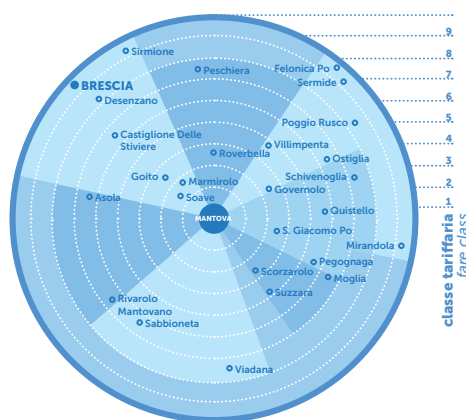 9
Sirmione
8
Peschiera
Felonica Po
7
BRESCIA
Sermide
6
Desenzano
5
Poggio Rusco
4
Castiglione Delle
Stiviere
Villimpenta
Roverbella
3
Ostiglia
Goito
Schivenoglia
2
Marmirolo
Governolo
Asola
Soave
1
Quistello
MANTOVA
S. Giacomo Po
Mirandola
Pegognaga
Scorzarolo
Moglia
Suzzara
Rivarolo
Mantovano
Sabbioneta
Viadana
classe tariffaria
fare class